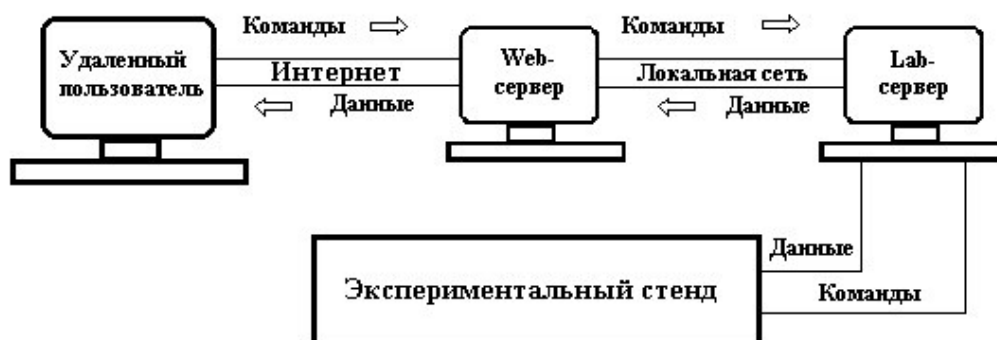 Команды
Команды
Удаленный
пользователь
Интернет
Web-
сервер
Локальная сеть
Lab-
сервер
Данные
Данные
Данные
Экспериментальный стенд
Команды